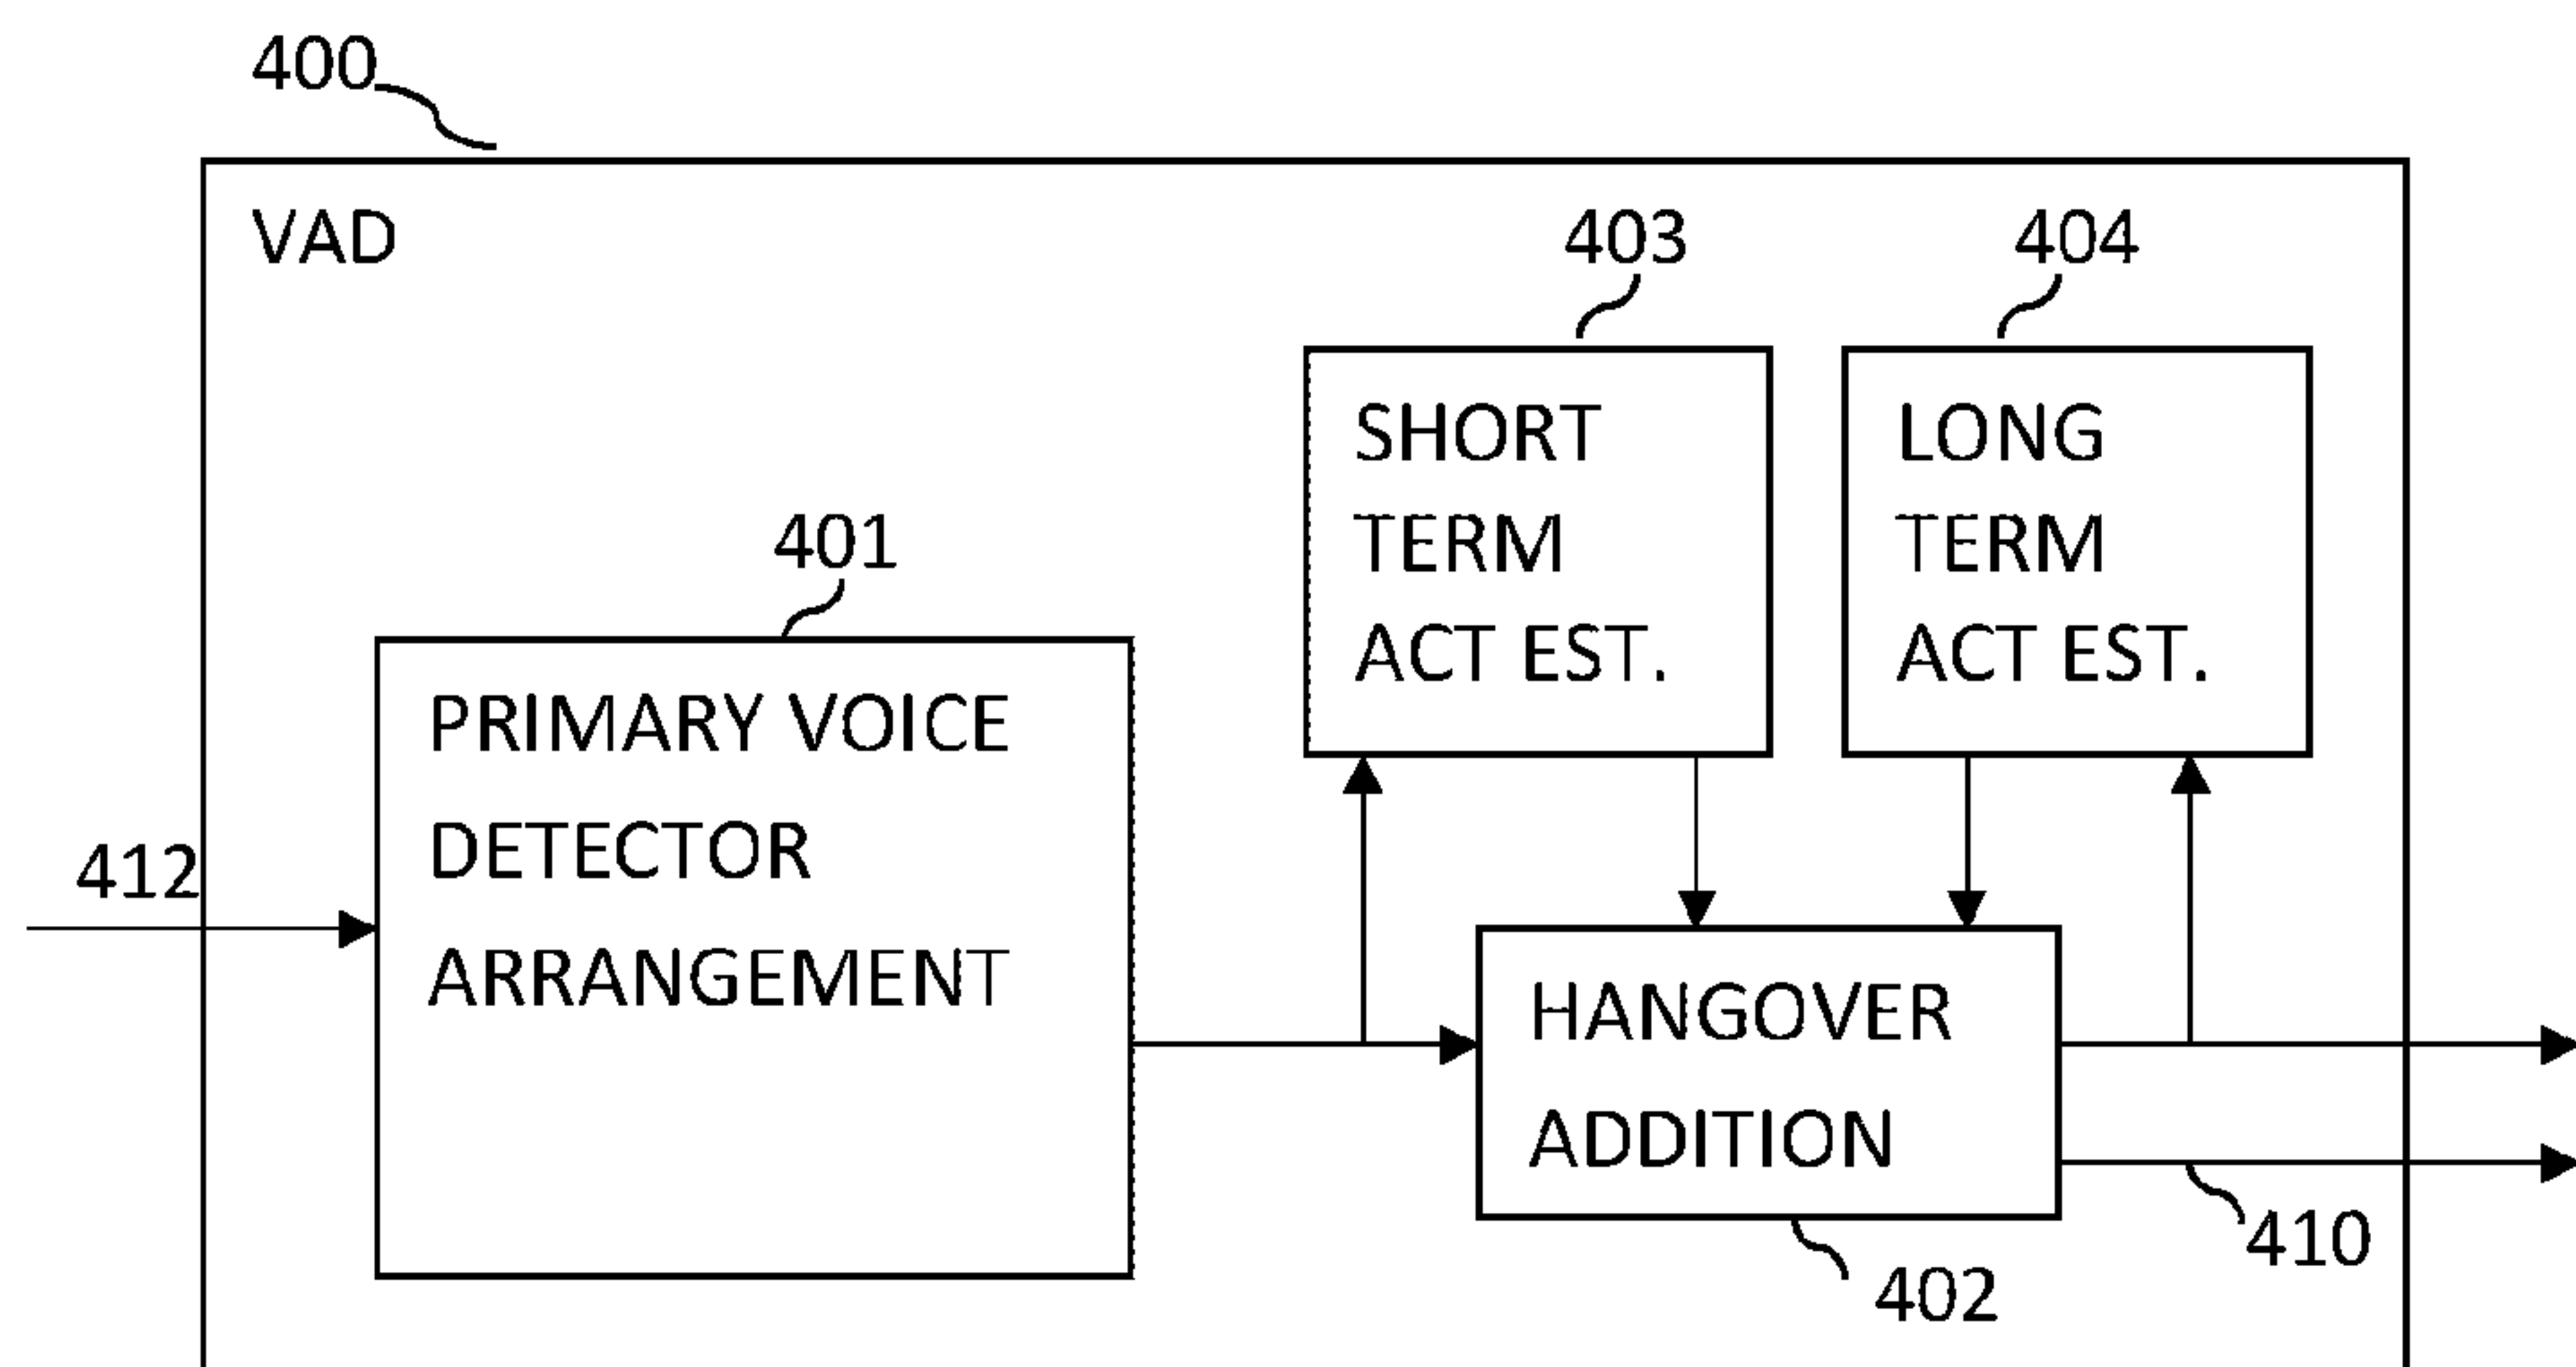 400
VAD
403
404
SHORT
TERM
ACT EST.
LONG
TERM
ACT EST.
401
PRIMARY VOICE
DETECTOR
ARRANGEMENT
412
HANGOVER
ADDITION
410
402